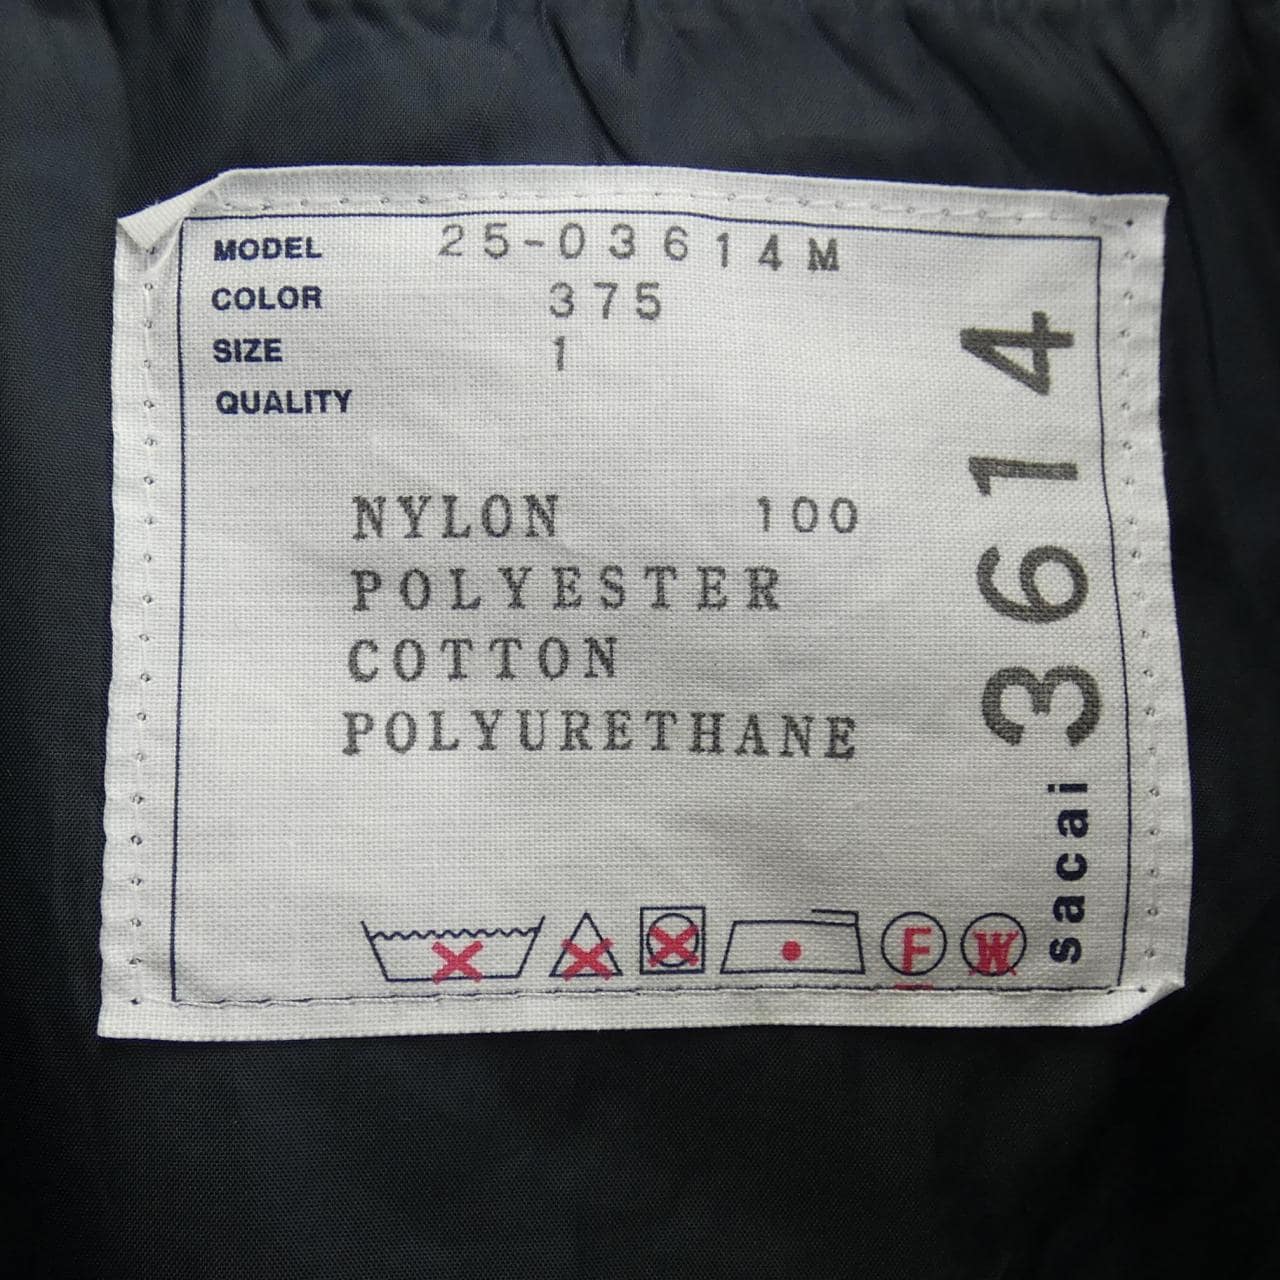 MODEL 25-03614M
COLOR 375
SIZE 1
QUALITY
NYLON 100
POLYESTER
COTTON
POLYURETHANE
sacai 3614
F W